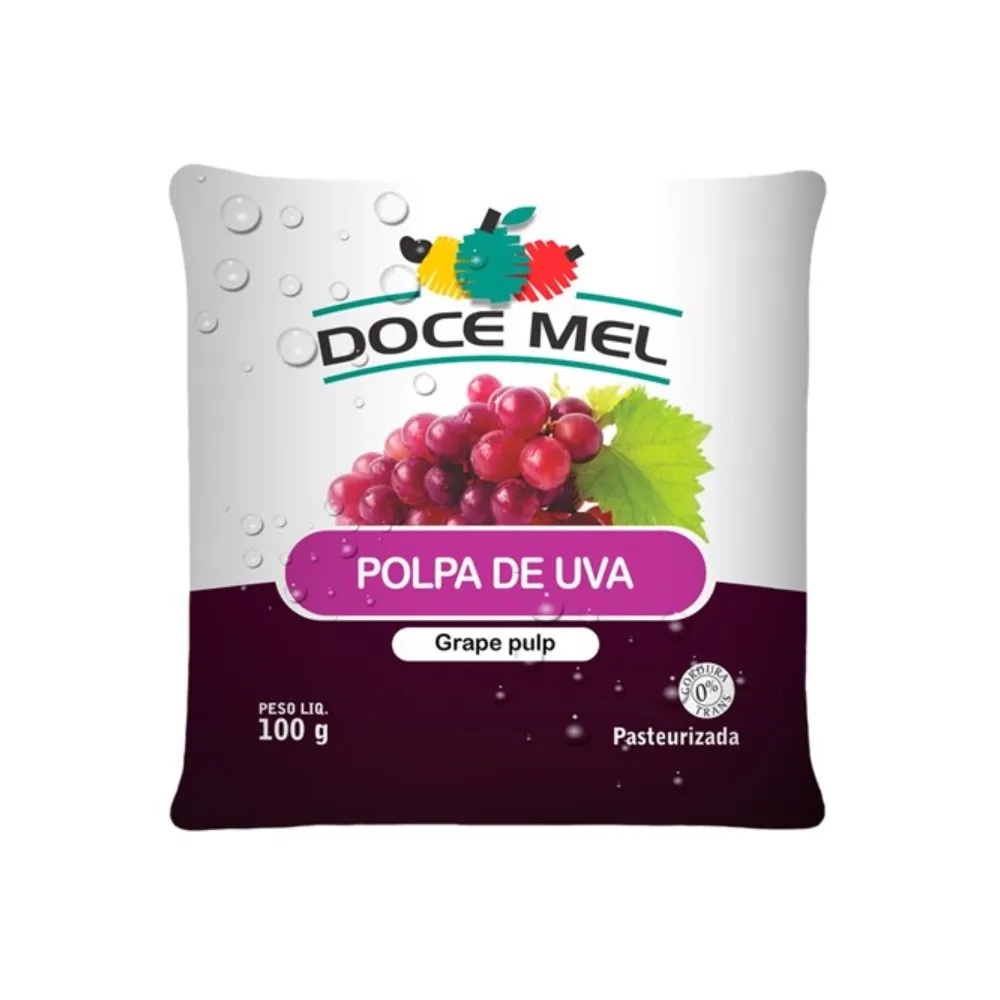 DOCE MEL
POLPA DE UVA
Grape pulp
GORDURA
0%
TRANS
PESO LIQ.
100 g
Pasteurizada